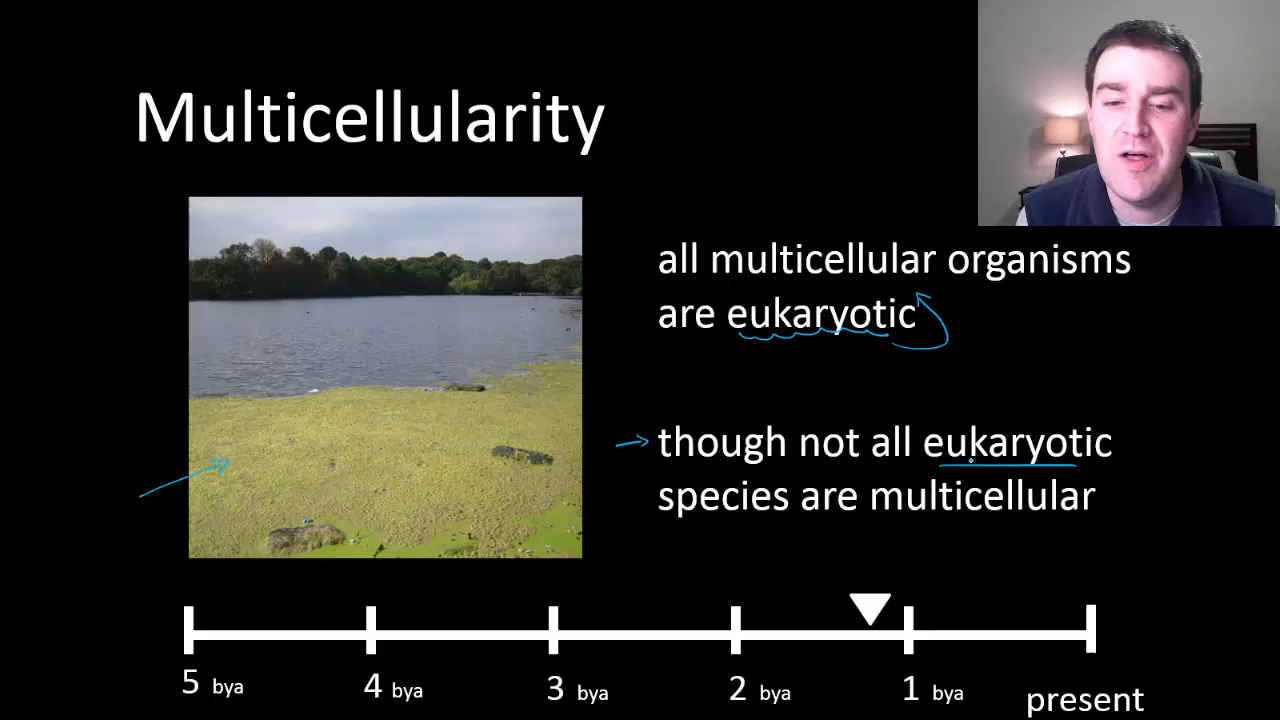 Multicellularity
all multicellular organisms
are eukaryotic
though not all eukaryotic
species are multicellular
5 bya 4 bya 3 bya 2 bya 1 bya present